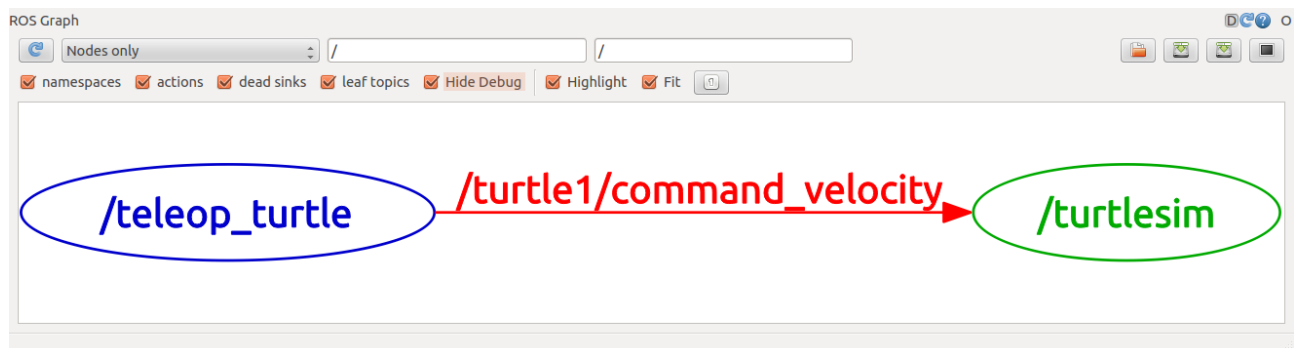 ROS Graph D ? O
Nodes only / /
namespaces actions dead sinks leaf topics Hide Debug Highlight Fit
/teleop_turtle /turtle1/command_velocity /turtlesim